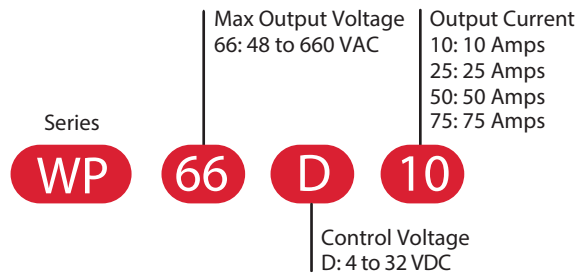 Max Output Voltage
66: 48 to 660 VAC
Output Current
10: 10 Amps
25: 25 Amps
50: 50 Amps
75: 75 Amps
Series
WP 66 D 10
Control Voltage
D: 4 to 32 VDC